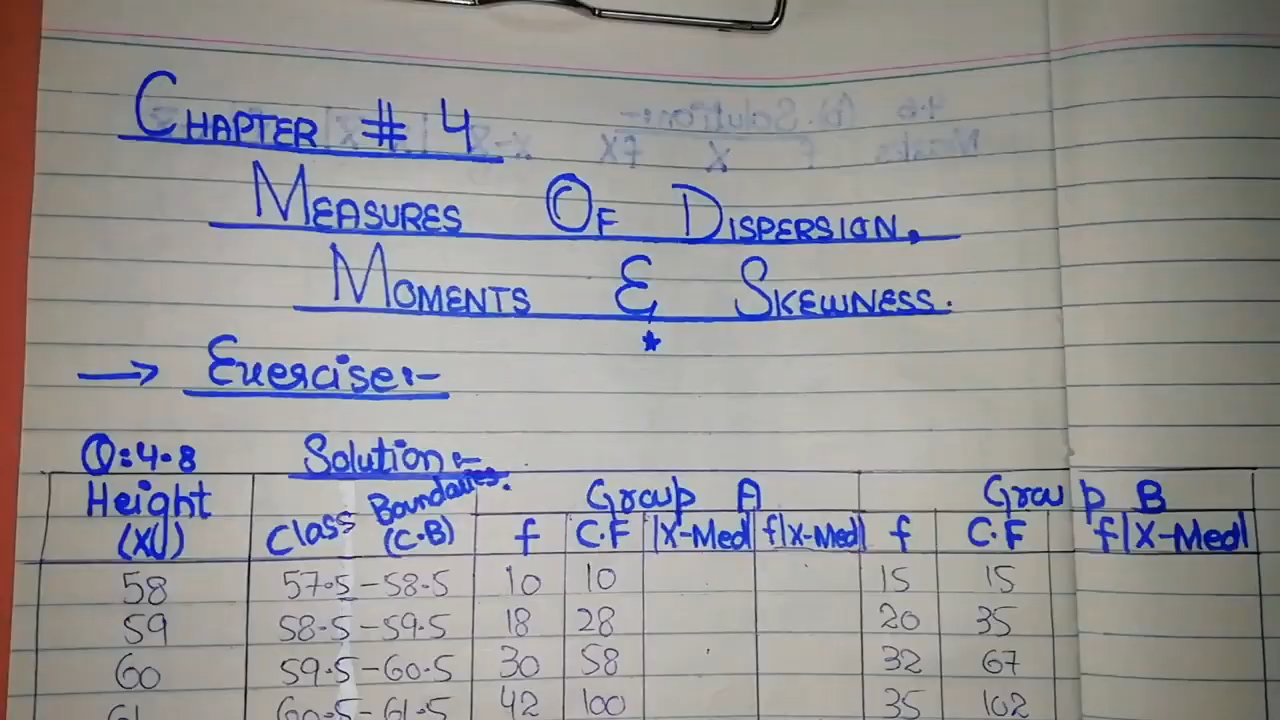 CHAPTER # 4
MEASURES OF DISPERSION,
MOMENTS & SKEWNESS.
→ Exercise:-
Q:4.8 Solution:-
Height (X) Class Boundaries. (C.B) Group A Group B
f C.F |X-Med| f|X-Med| f C.F f|X-Med|
58 57.5-58.5 10 10 15 15
59 58.5-59.5 18 28 20 35
60 59.5-60.5 30 58 32 67
61 60.5-61.5 42 100 35 102